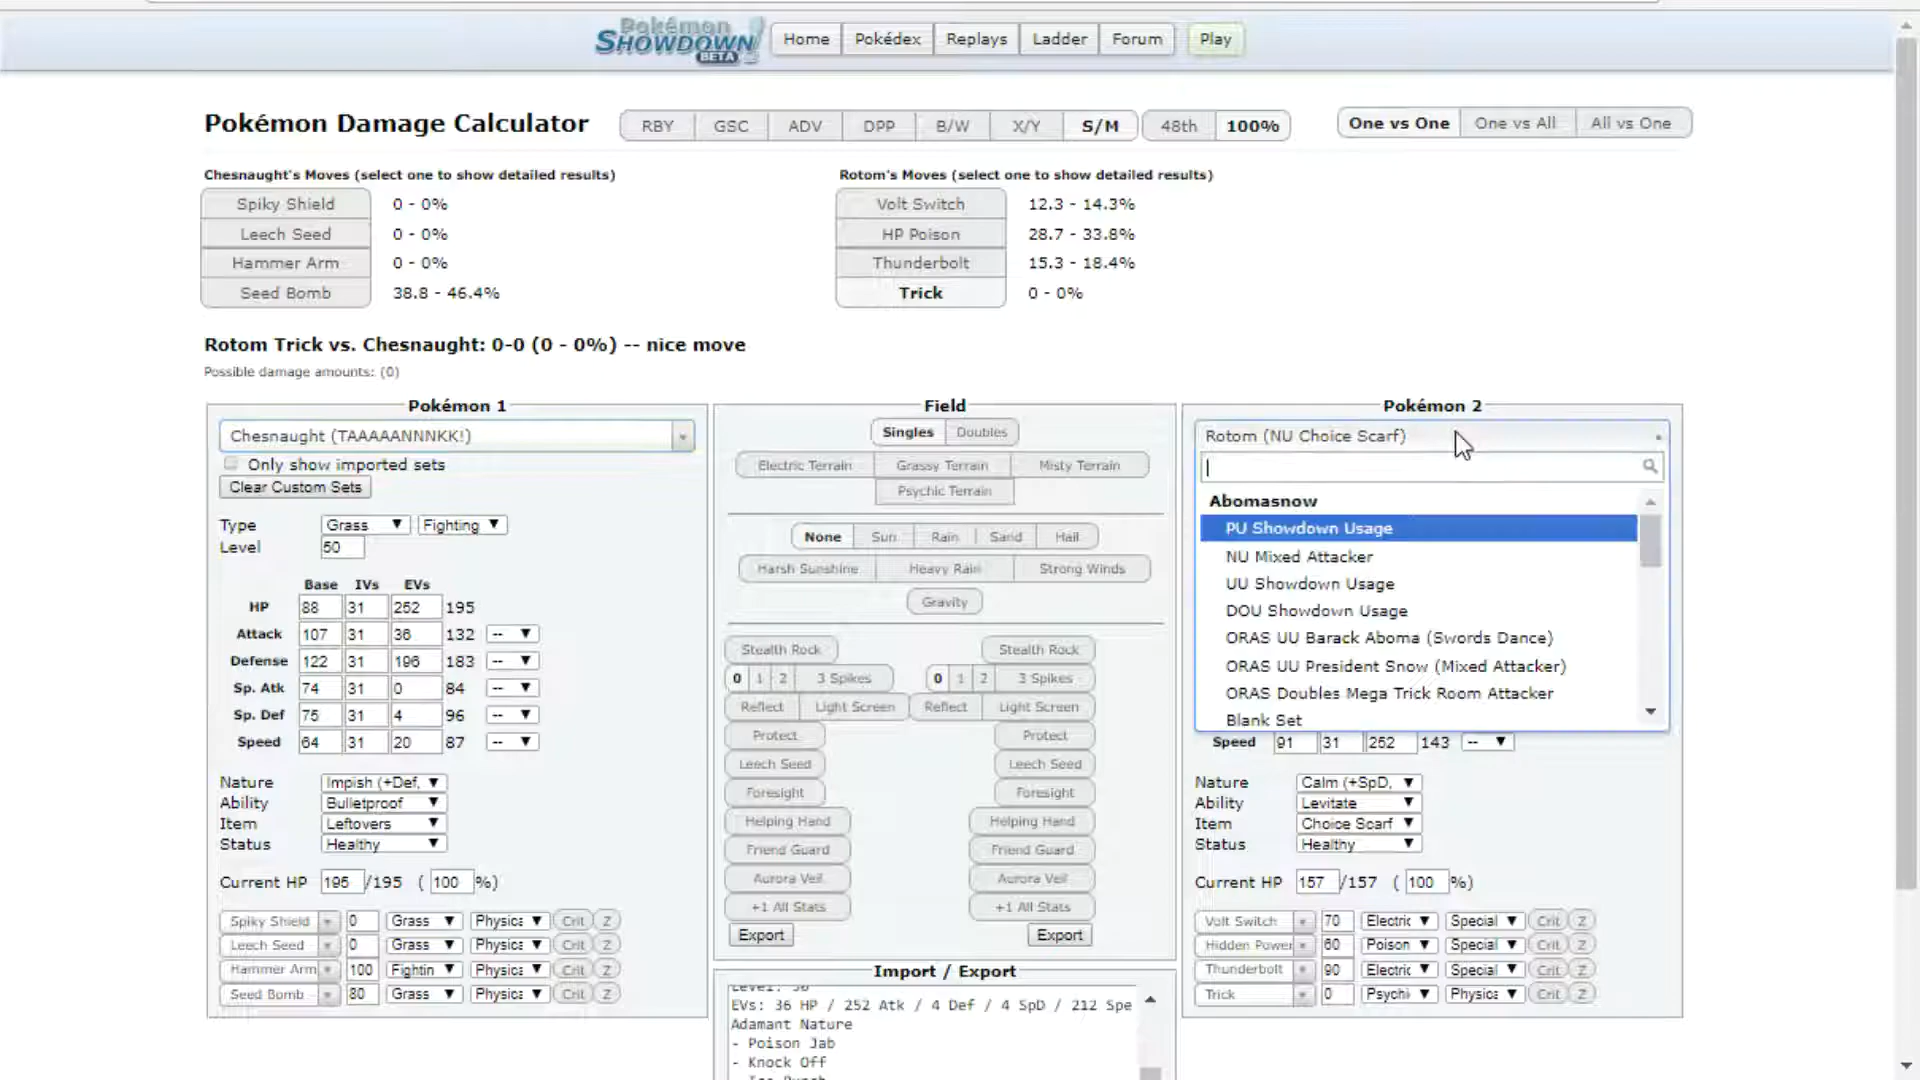 Pokémon
SHOWDOWN!
BETA
Home Pokédex Replays Ladder Forum Play
Pokémon Damage Calculator RBY GSC ADV DPP B/W X/Y S/M 48th 100% One vs One One vs All All vs One
Chesnaught's Moves (select one to show detailed results)
Spiky Shield 0 - 0%
Leech Seed 0 - 0%
Hammer Arm 0 - 0%
Seed Bomb 38.8 - 46.4%
Rotom's Moves (select one to show detailed results)
Volt Switch 12.3 - 14.3%
HP Poison 28.7 - 33.8%
Thunderbolt 15.3 - 18.4%
Trick 0 - 0%
Rotom Trick vs. Chesnaught: 0-0 (0 - 0%) -- nice move
Possible damage amounts: (0)
Pokémon 1
Chesnaught (TAAAAANNNKK!)
Only show imported sets
Clear Custom Sets
Type Grass Fighting
Level 50
Base IVs EVs
HP 88 31 252 195
Attack 107 31 36 132 --
Defense 122 31 196 183 --
Sp. Atk 74 31 0 84 --
Sp. Def 75 31 4 96 --
Speed 64 31 20 87 --
Nature Impish (+Def,
Ability Bulletproof
Item Leftovers
Status Healthy
Current HP 195 /195 ( 100 %)
Spiky Shield 0 Grass Physica Crit Z
Leech Seed 0 Grass Physica Crit Z
Hammer Arm 100 Fightin Physica Crit Z
Seed Bomb 80 Grass Physica Crit Z
Field
Singles Doubles
Electric Terrain Grassy Terrain Misty Terrain
Psychic Terrain
None Sun Rain Sand Hail
Harsh Sunshine Heavy Rain Strong Winds
Gravity
Stealth Rock Stealth Rock
0 1 2 3 Spikes 0 1 2 3 Spikes
Reflect Light Screen Reflect Light Screen
Protect Protect
Leech Seed Leech Seed
Foresight Foresight
Helping Hand Helping Hand
Friend Guard Friend Guard
Aurora Veil Aurora Veil
+1 All Stats +1 All Stats
Export Export
Import / Export
EVs: 36 HP / 252 Atk / 4 Def / 4 SpD / 212 Spe
Adamant Nature
- Poison Jab
- Knock Off
Pokémon 2
Rotom (NU Choice Scarf)
Abomasnow
PU Showdown Usage
NU Mixed Attacker
UU Showdown Usage
DOU Showdown Usage
ORAS UU Barack Aboma (Swords Dance)
ORAS UU President Snow (Mixed Attacker)
ORAS Doubles Mega Trick Room Attacker
Blank Set
Speed 91 31 252 143 --
Nature Calm (+SpD,
Ability Levitate
Item Choice Scarf
Status Healthy
Current HP 157 /157 ( 100 %)
Volt Switch 70 Electric Special Crit Z
Hidden Power 60 Poison Special Crit Z
Thunderbolt 90 Electric Special Crit Z
Trick 0 Psychi Physica Crit Z